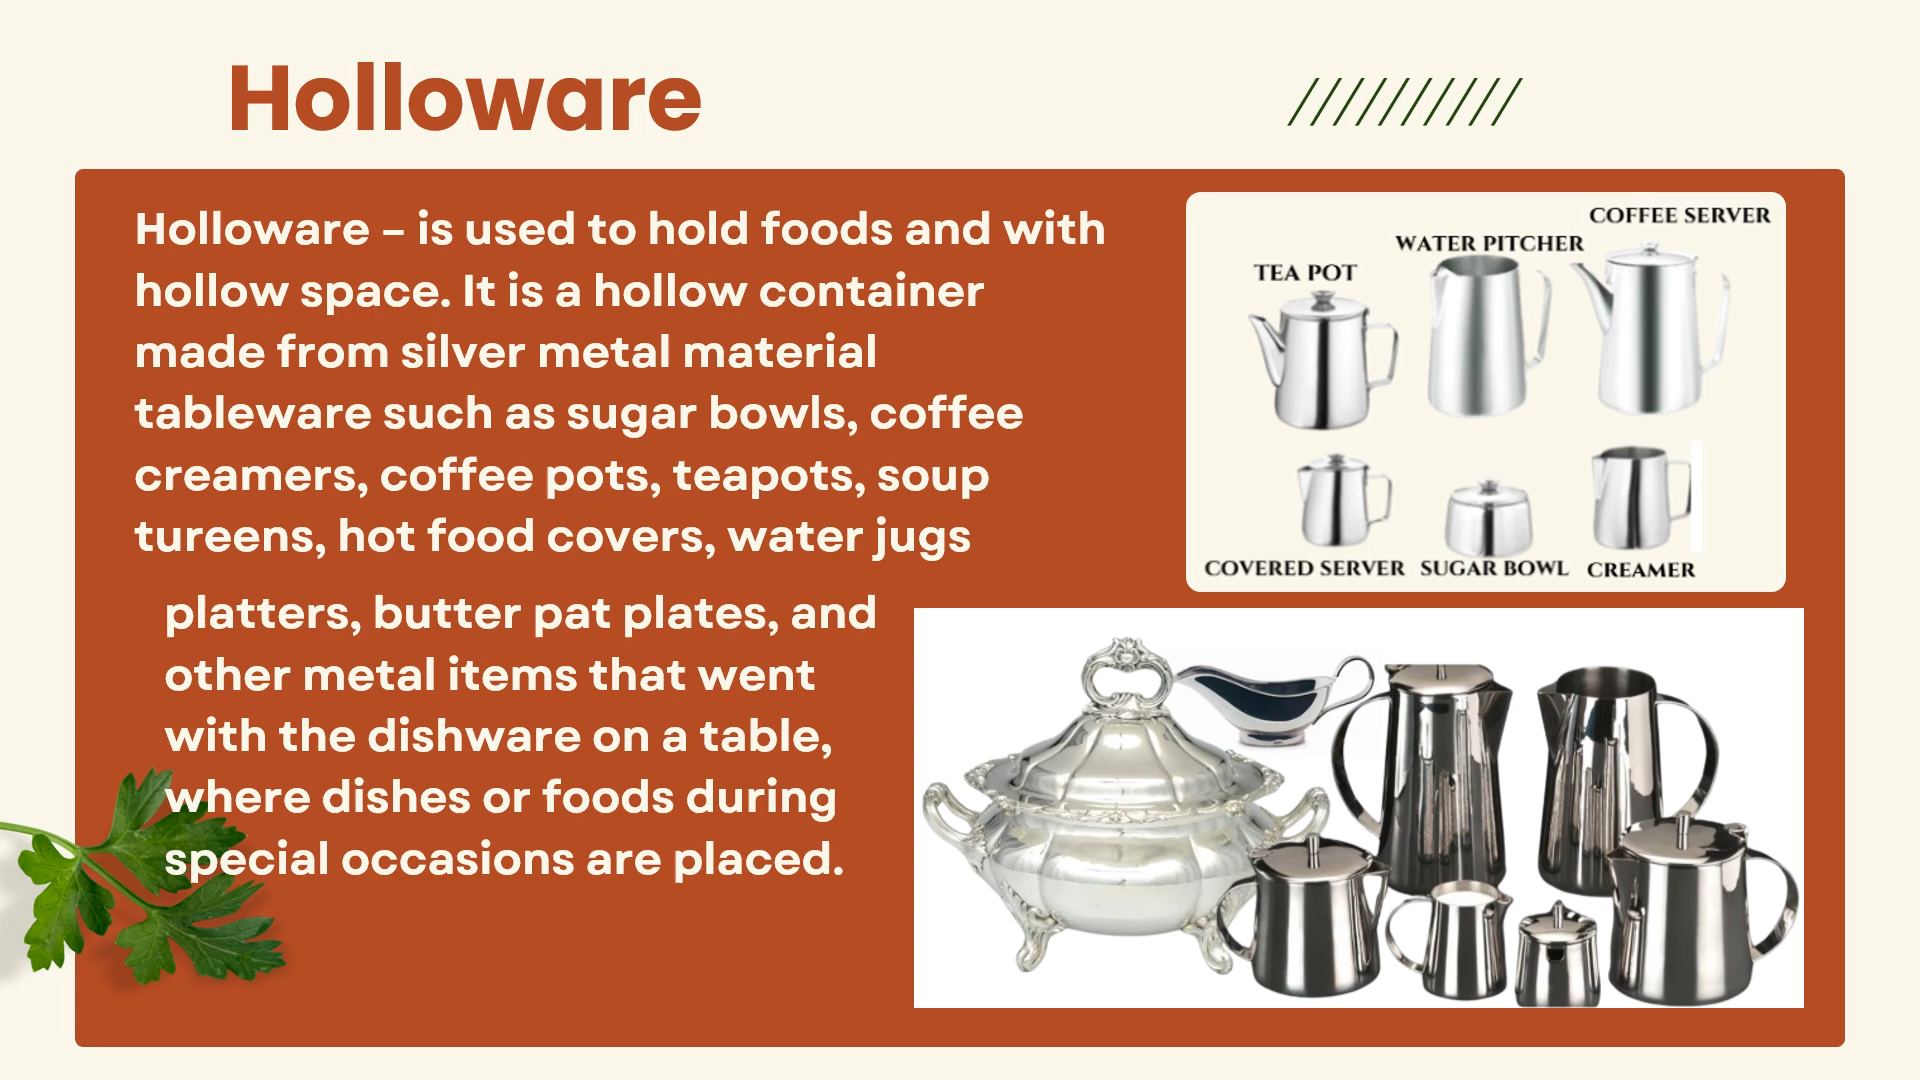 Holloware
Holloware – is used to hold foods and with
hollow space. It is a hollow container
made from silver metal material
tableware such as sugar bowls, coffee
creamers, coffee pots, teapots, soup
tureens, hot food covers, water jugs
platters, butter pat plates, and
other metal items that went
with the dishware on a table,
where dishes or foods during
special occasions are placed.
COFFEE SERVER
WATER PITCHER
TEA POT
COVERED SERVER
SUGAR BOWL
CREAMER